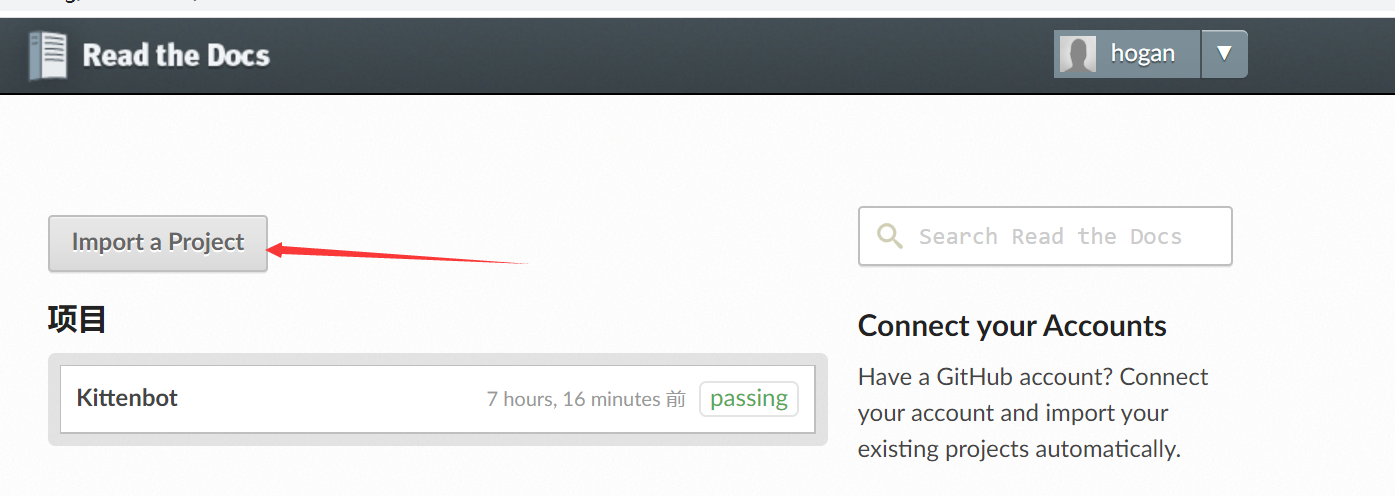 Read the Docs
hogan
Import a Project
Search Read the Docs
项目
Kittenbot
7 hours, 16 minutes 前
passing
Connect your Accounts
Have a GitHub account? Connect
your account and import your
existing projects automatically.